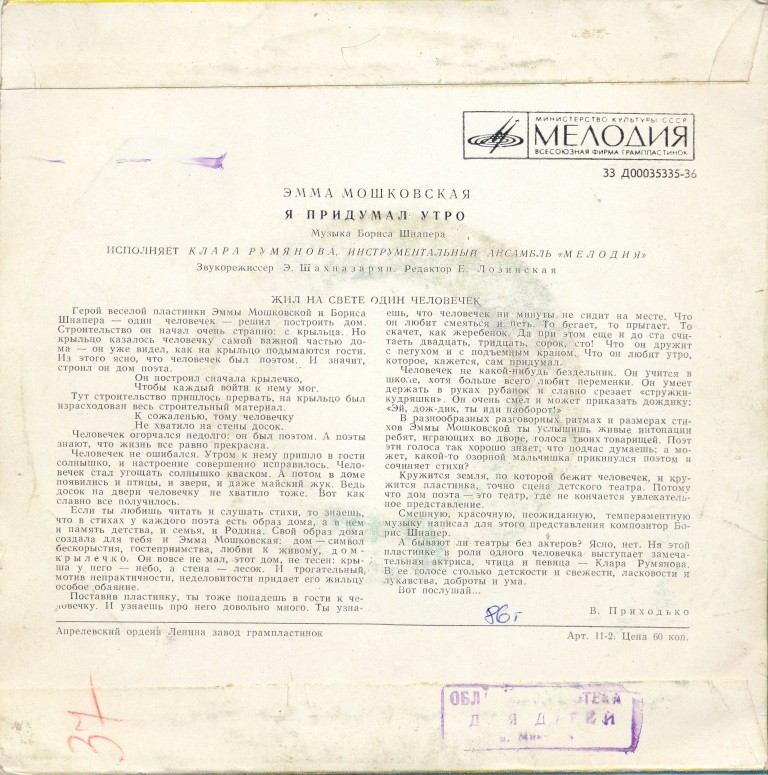 МИНИСТЕРСТВО КУЛЬТУРЫ СССР
МЕЛОДИЯ
ВСЕСОЮЗНАЯ ФИРМА ГРАМПЛАСТИНОК
33 Д00035335-36
ЭММА МОШКОВСКАЯ
Я ПРИДУМАЛ УТРО
Музыка Бориса Шнапера
ИСПОЛНЯЕТ КЛАРА РУМЯНОВА, ИНСТРУМЕНТАЛЬНЫЙ АНСАМБЛЬ «МЕЛОДИЯ»
Звукорежиссер Э. Шахназарян. Редактор Е. Лозинская
ЖИЛ НА СВЕТЕ ОДИН ЧЕЛОВЕЧЕК
Герой веселой пластинки Эммы Мошковской и Бориса
Шнапера — один человечек — решил построить дом.
Строительство он начал очень странно: с крыльца. Но
крыльцо казалось человечку самой важной частью до-
ма — он уже видел, как на крыльцо подымаются гости.
Из этого ясно, что человечек был поэтом. И значит,
строил он дом поэта.
Он построил сначала крылечко,
Чтобы каждый войти к нему мог.
Тут строительство пришлось прервать, на крыльцо был
израсходован весь строительный материал.
К сожаленью, тому человечку
Не хватило на стены досок.
Человечек огорчался недолго: он был поэтом. А поэты
знают, что жизнь все равно прекрасна.
Человечек не ошибался. Утром к нему пришло в гости
солнышко, и настроение совершенно исправилось. Чело-
вечек стал угощать солнышко кваском. А потом в доме
появились и птицы, и звери, и даже майский жук. Ведь
досок на двери человечку не хватило тоже. Вот как
славно все получилось.
Если ты любишь читать и слушать стихи, то знаешь,
что в стихах у каждого поэта есть образ дома, а в нем
и память детства, и семья, и Родина. Свой образ дома
создала для тебя и Эмма Мошковская: дом — символ
бескорыстия, гостеприимства, любви к живому, дом-
крылечко. Он вовсе не мал, этот дом, не тесен: кры-
ша у него — небо, а стена — лесок. И трогательный
мотив непрактичности, неделовитости придает его жильцу
особое обаяние.
Поставив пластинку, ты тоже попадешь в гости к че-
ловечку. И узнаешь про него довольно много. Ты узна-
ешь, что человечек ни минуты не сидит на месте. Что
он любит смеяться и петь. То бегает, то прыгает. То
скачет, как жеребенок. Да при этом еще и до ста счи-
тает: двадцать, тридцать, сорок, сто! Что он дружит
с петухом и с подъемным краном. Что он любит утро,
которое, кажется, сам придумал.
Человечек не какой-нибудь бездельник. Он учится в
школе, хотя больше всего любит переменки. Он умеет
держать в руках рубанок и славно срезает «стружки-
кудряшки». Он очень смел и может приказать дождику:
«Эй, дож-дик, ты иди наоборот!»
В разнообразных разговорных ритмах и размерах сти-
хов Эммы Мошковской ты услышишь живые интонации
ребят, играющих во дворе, голоса твоих товарищей. Поэт
эти голоса так хорошо знает, что подчас думаешь: а мо-
жет, какой-то озорной мальчишка прикинулся поэтом и
сочиняет стихи?
Кружится земля, по которой бежит человечек, и кру-
жится пластинка, точно сцена детского театра. Потому
что дом поэта — это театр, где не кончается увлекатель-
ное представление.
Смешную, красочную, неожиданную, темпераментную
музыку написал для этого представления композитор Бо-
рис Шнапер.
А бывают ли театры без актеров? Ясно, нет. На этой
пластинке в роли одного человечка выступает замеча-
тельная актриса, чтица и певица — Клара Румянова.
В ее голосе столько детскости и свежести, ласковости и
лукавства, доброты и ума.
Вот послушай...
В. Приходько
86 г
Апрелевский ордена Ленина завод грампластинок
Арт. 11-2. Цена 60 коп.
37
ДЛЯ ДЕТЕЙ